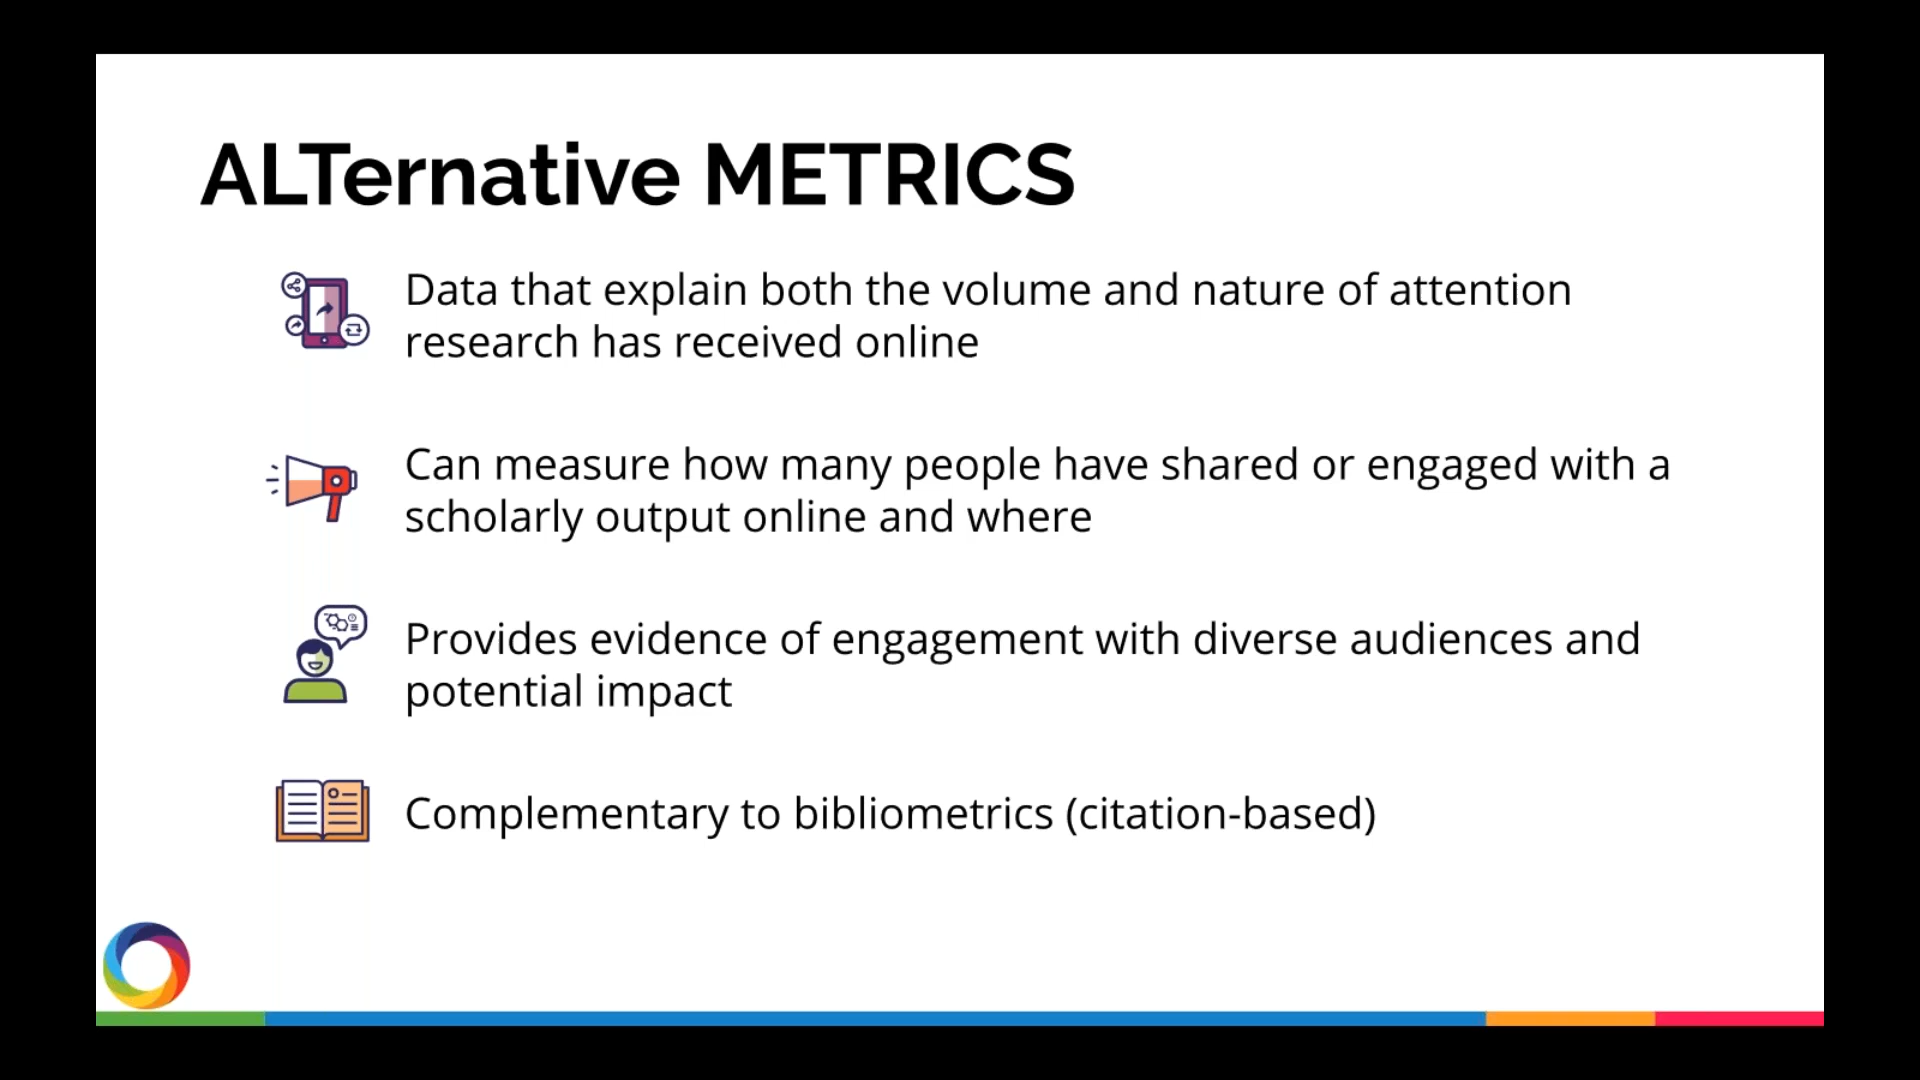 ALTernative METRICS
Data that explain both the volume and nature of attention
research has received online
Can measure how many people have shared or engaged with a
scholarly output online and where
Provides evidence of engagement with diverse audiences and
potential impact
Complementary to bibliometrics (citation-based)